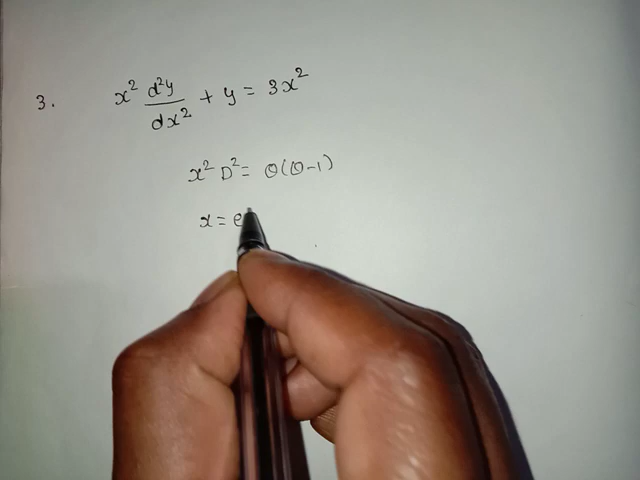 3. x² d²y/dx² + y = 3x²
x² D² = θ(θ-1)
x = e